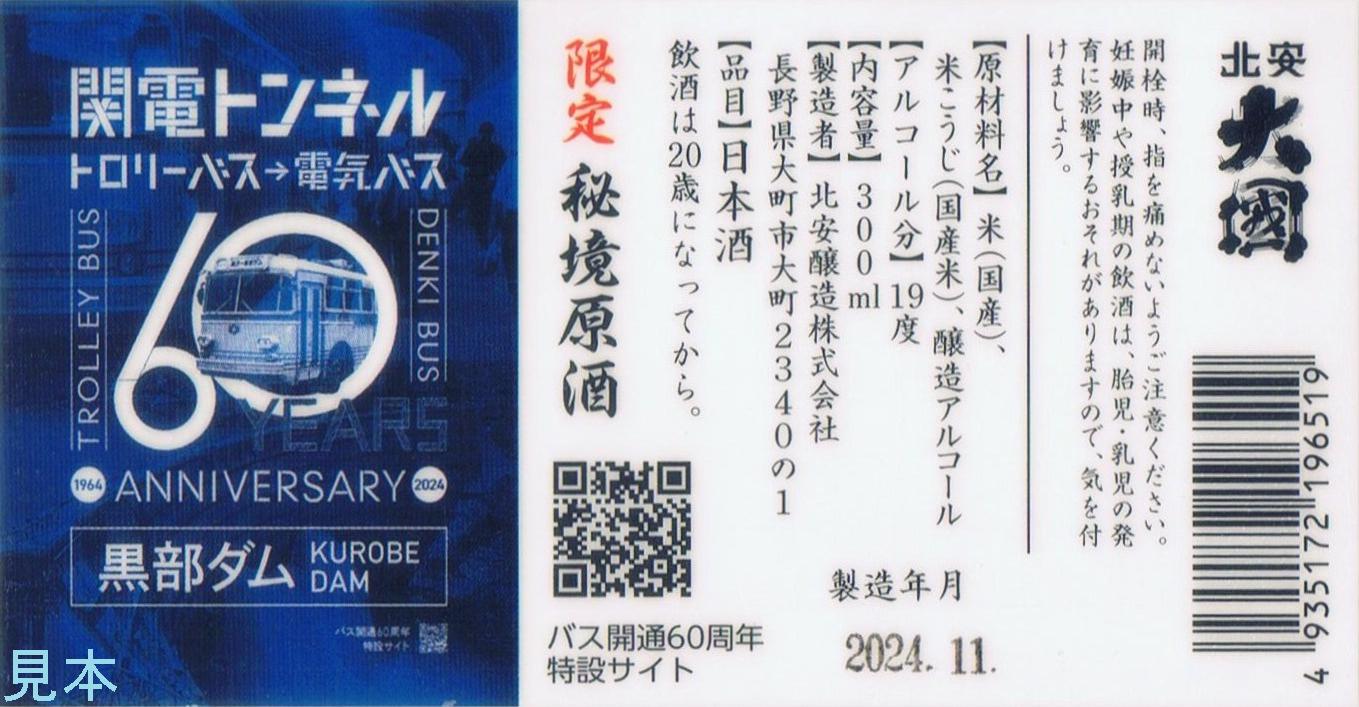 関電トンネル
トロリーバス→電気バス
TROLLEY BUS
DENKI BUS
60
YEARS
1964 ANNIVERSARY 2024
黒部ダム
KUROBE
DAM
バス開通60周年
特設サイト
見本
北安
大國
開栓時、指を痛めないようご注意ください。
妊娠中や授乳期の飲酒は、胎児・乳児の発
育に影響するおそれがありますので、気を付
けましょう。
【原材料名】米(国産)、
米こうじ(国産米)、醸造アルコール
【アルコール分】19度
【内容量】300ml
【製造者】北安醸造株式会社
長野県大町市大町2340の1
【品目】日本酒
飲酒は20歳になってから。
限定 秘境原酒
製造年月
2024. 11.
バス開通60周年
特設サイト
4 935172 196519